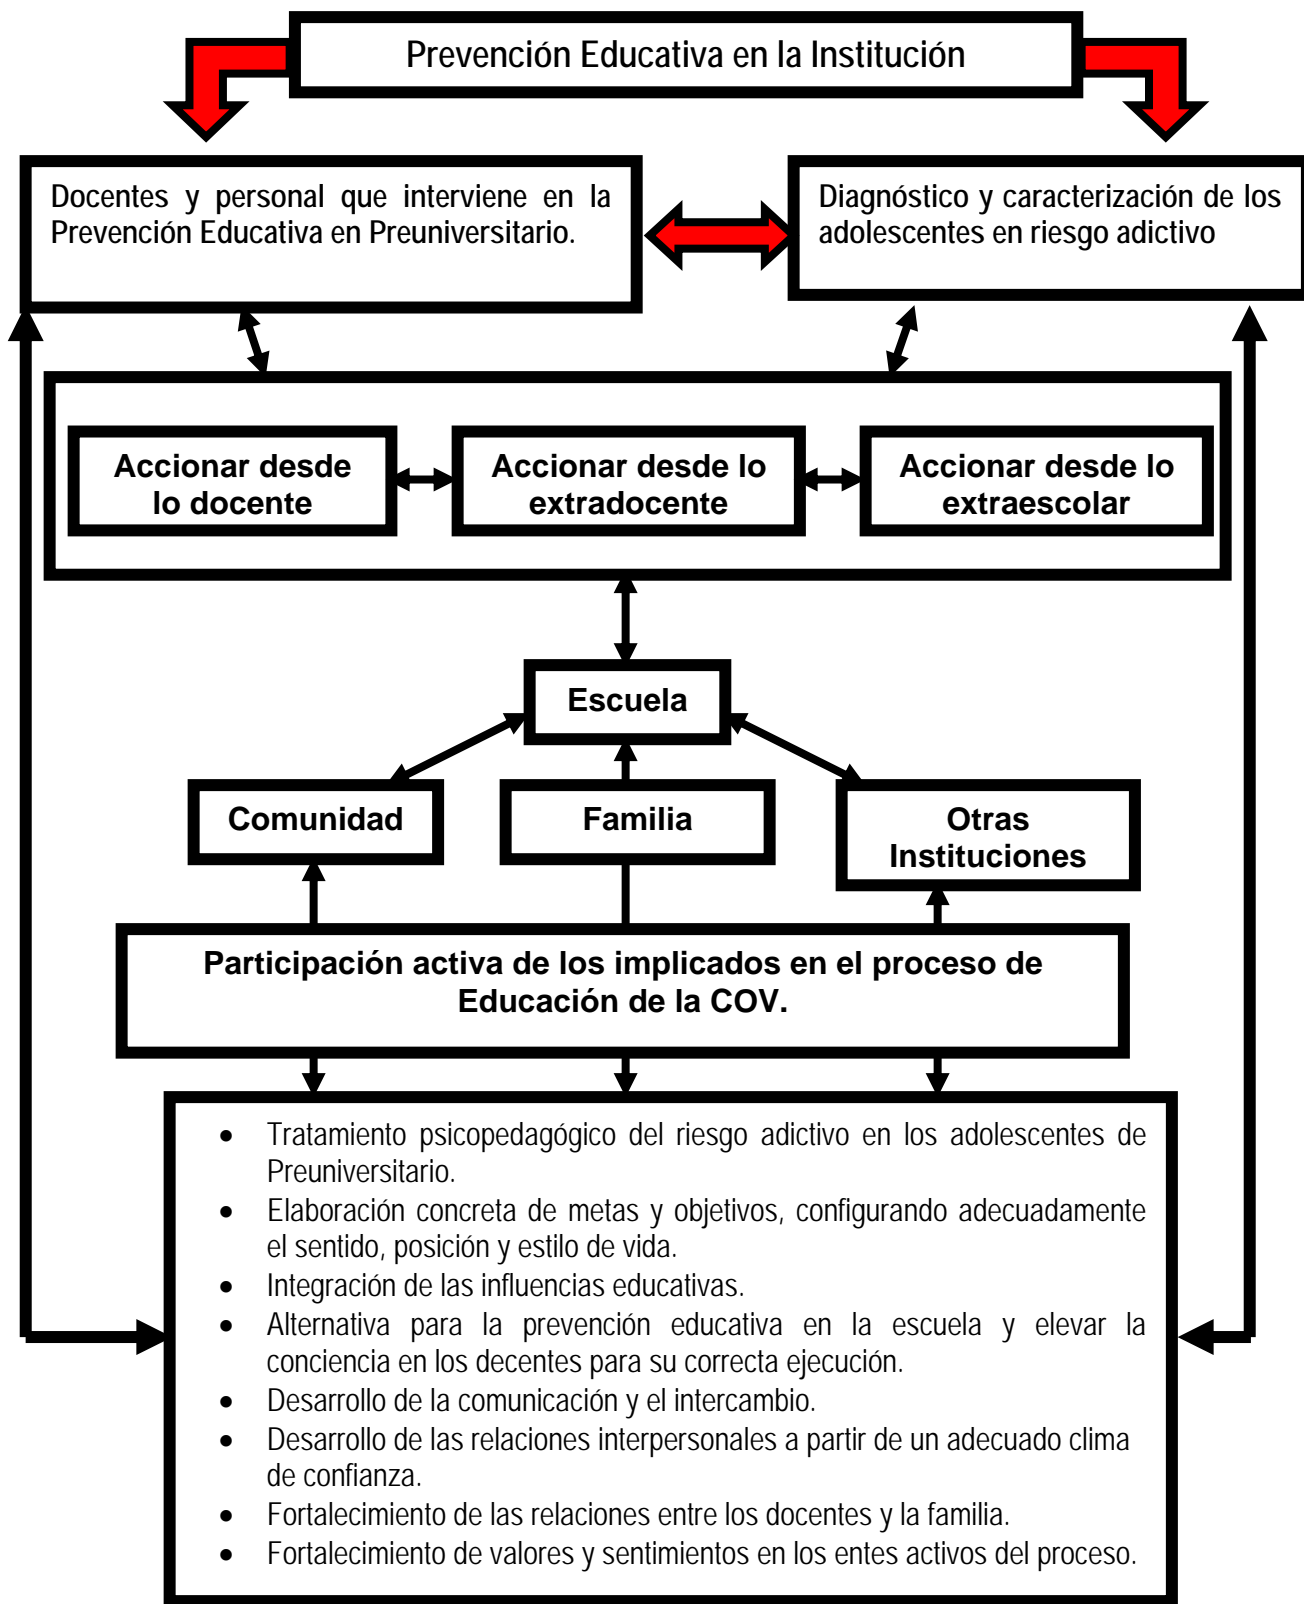 Prevención Educativa en la Institución
Docentes y personal que interviene en la
Prevención Educativa en Preuniversitario.
Diagnóstico y caracterización de los
adolescentes en riesgo adictivo
Accionar desde
lo docente
Accionar desde lo
extradocente
Accionar desde lo
extraescolar
Escuela
Comunidad
Familia
Otras
Instituciones
Participación activa de los implicados en el proceso de
Educación de la COV.
• Tratamiento psicopedagógico del riesgo adictivo en los adolescentes de
Preuniversitario.
• Elaboración concreta de metas y objetivos, configurando adecuadamente
el sentido, posición y estilo de vida.
• Integración de las influencias educativas.
• Alternativa para la prevención educativa en la escuela y elevar la
conciencia en los decentes para su correcta ejecución.
• Desarrollo de la comunicación y el intercambio.
• Desarrollo de las relaciones interpersonales a partir de un adecuado clima
de confianza.
• Fortalecimiento de las relaciones entre los docentes y la familia.
• Fortalecimiento de valores y sentimientos en los entes activos del proceso.